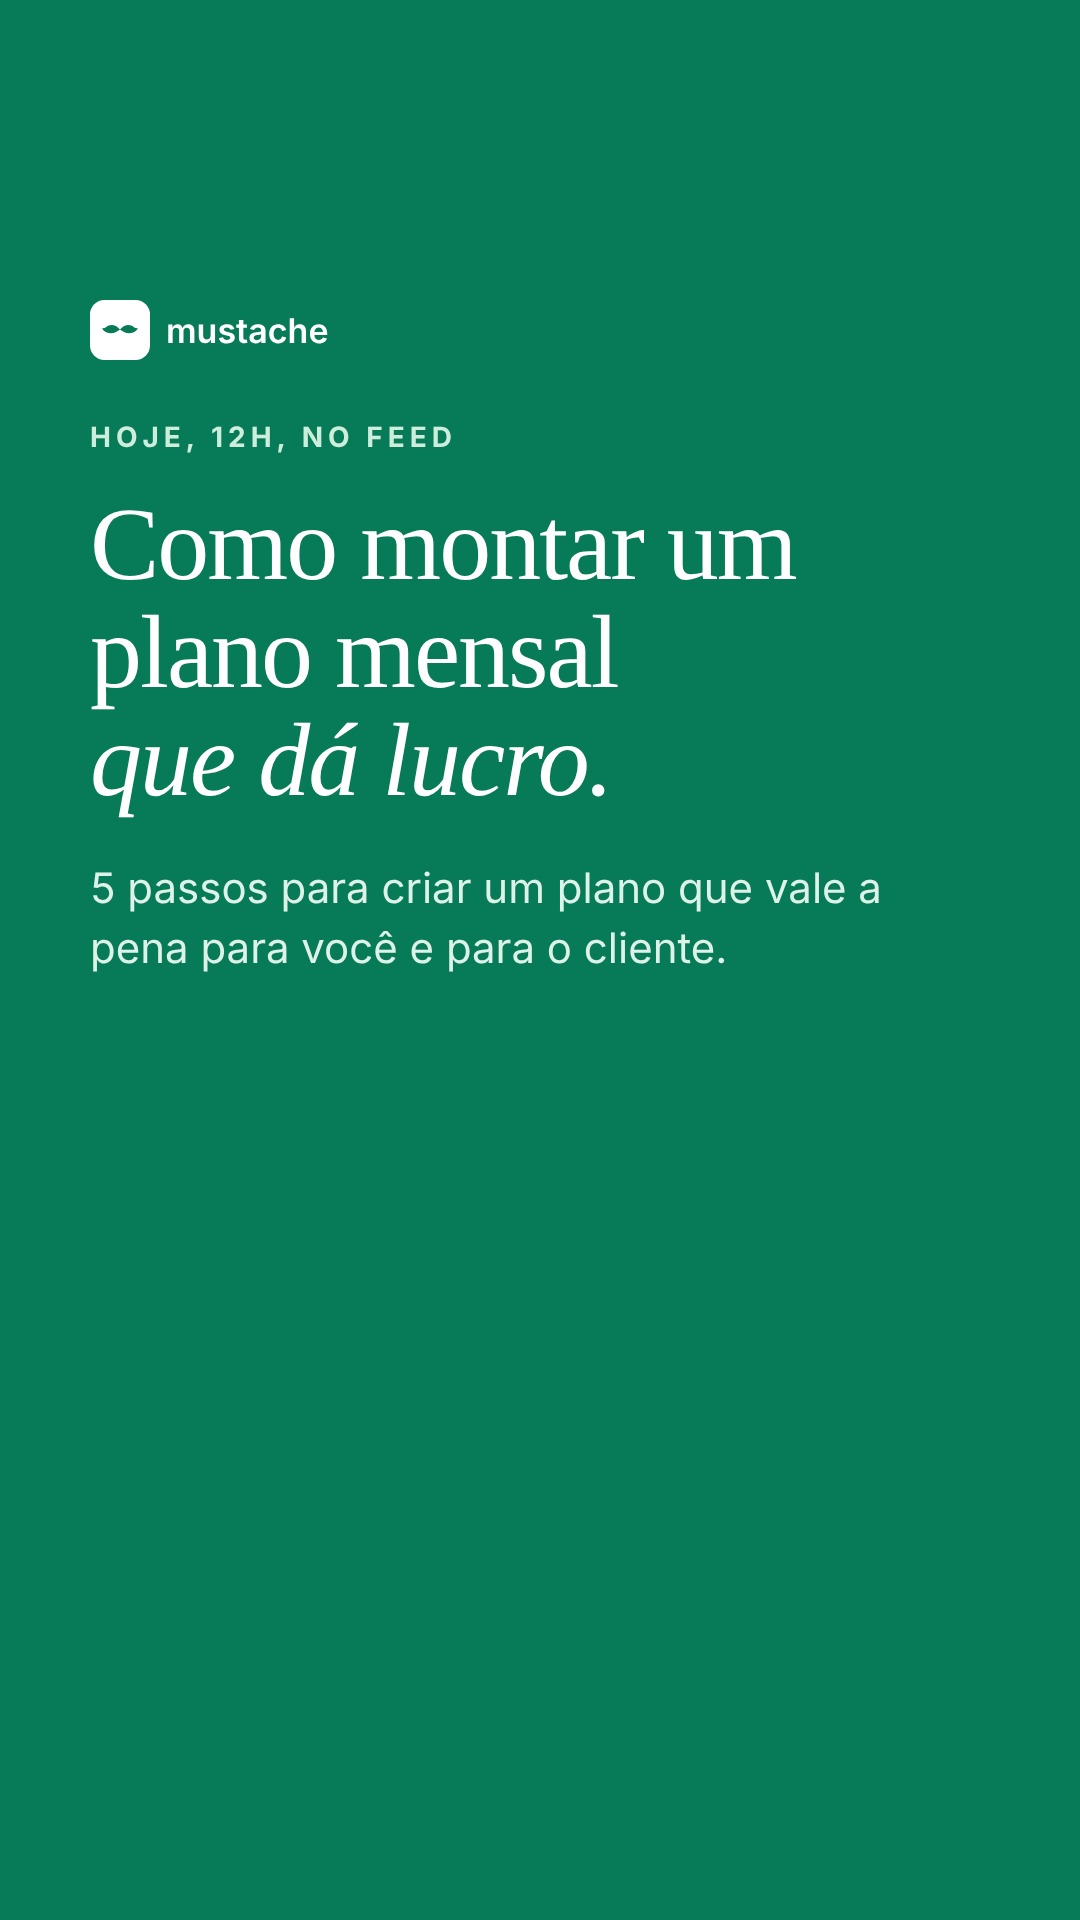 mustache
HOJE, 12H, NO FEED
Como montar um
plano mensal
que dá lucro.
5 passos para criar um plano que vale a
pena para você e para o cliente.